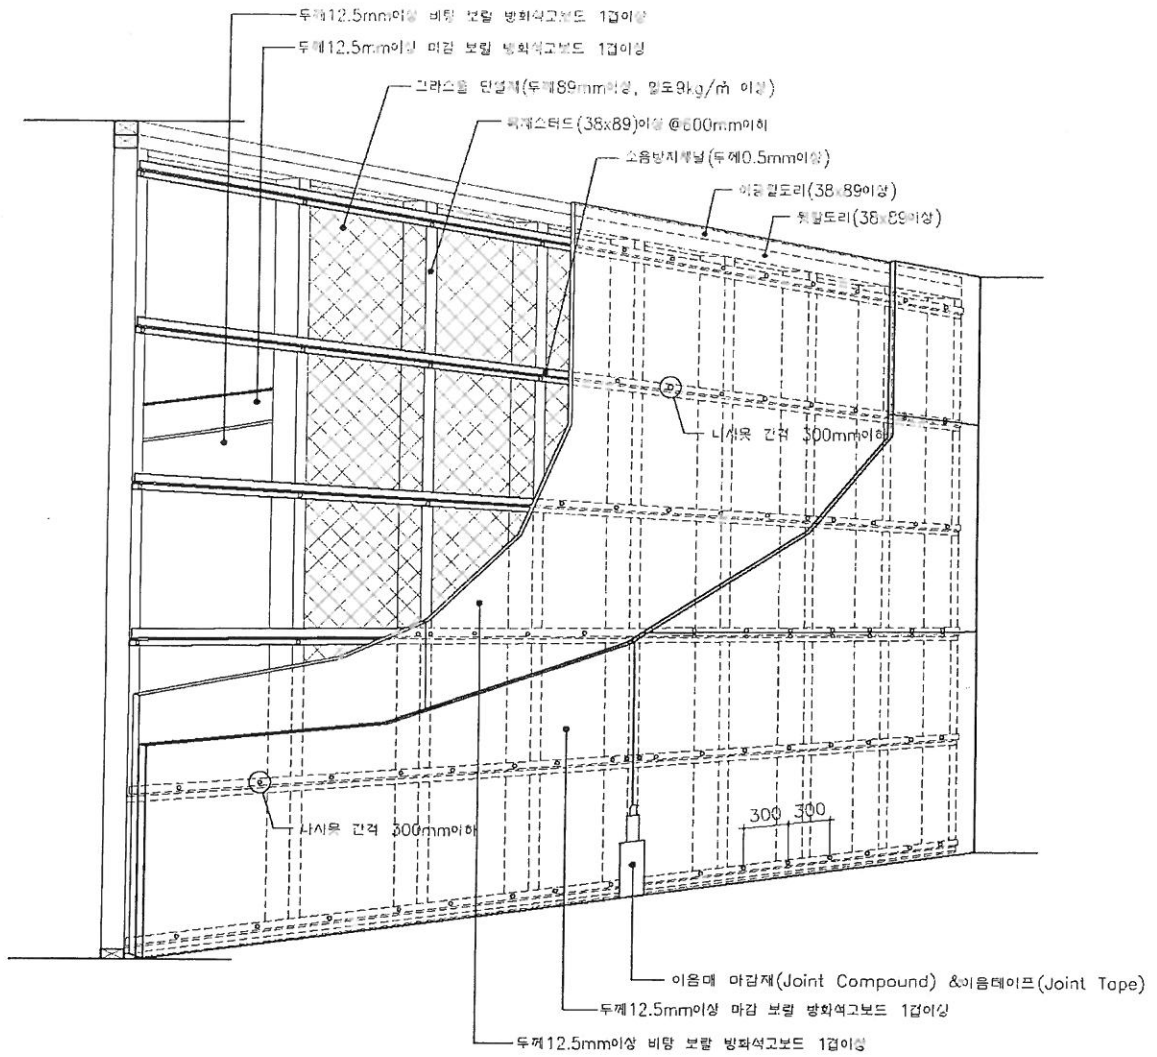 두께12.5mm이상 바탕 보랄 방화석고보드 1겹이상
두께12.5mm이상 마감 보랄 방화석고보드 1겹이상
그라스울 단열재(두께89mm이상, 밀도9kg/㎥ 이상)
목재스터드(38x89)이상 @600mm이하
소음방지채널(두께0.5mm이상)
이중윗도리(38x89이상)
윗깔도리(38x89이상)
나사못 간격 300mm이하
나사못 간격 300mm이하
300 300
이음매 마감재(Joint Compound) &이음테이프(Joint Tape)
두께12.5mm이상 마감 보랄 방화석고보드 1겹이상
두께12.5mm이상 바탕 보랄 방화석고보드 1겹이상